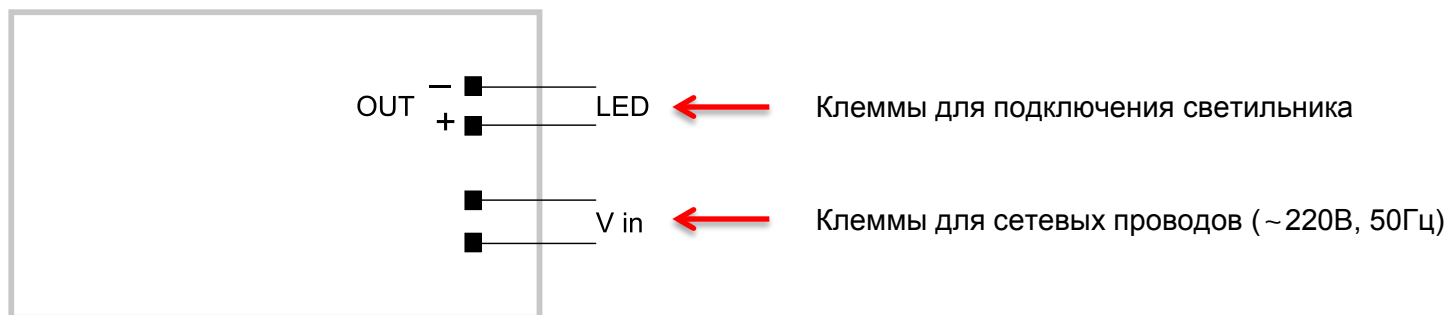 OUT − LED Клеммы для подключения светильника
+
V in Клеммы для сетевых проводов (~220В, 50Гц)